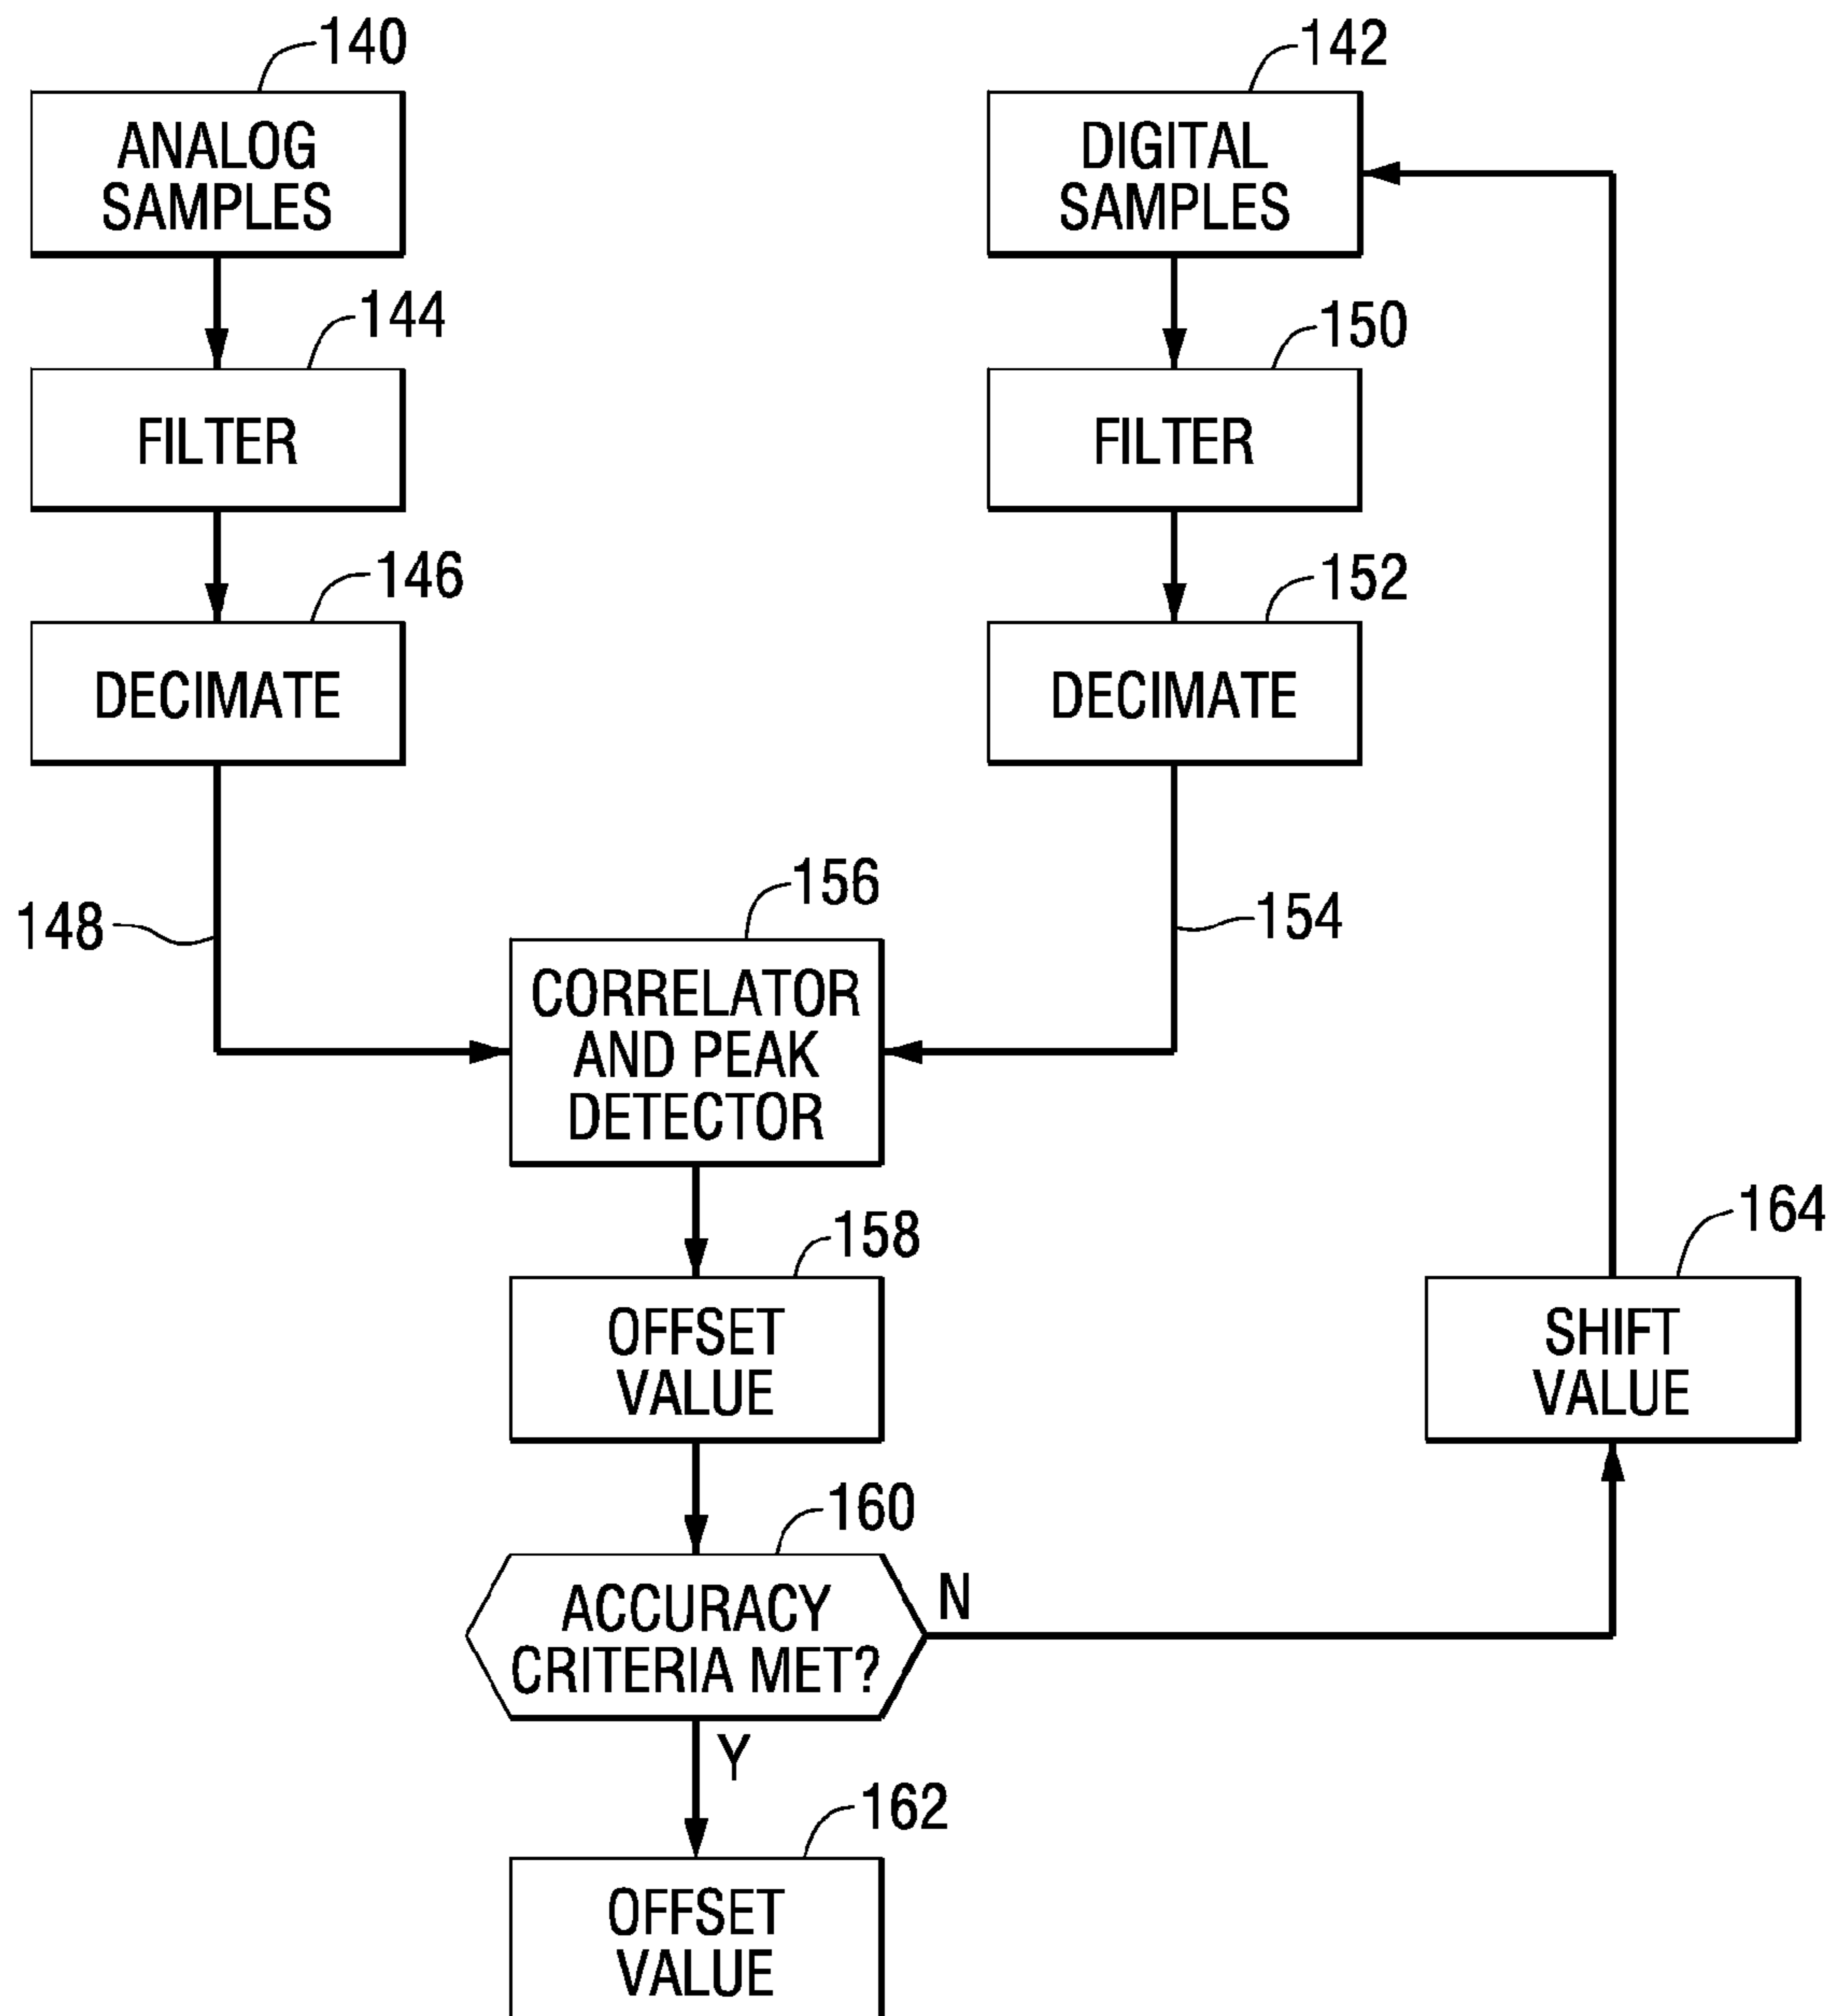 140
142
ANALOG
SAMPLES
DIGITAL
SAMPLES
144
150
FILTER
FILTER
146
152
DECIMATE
DECIMATE
148
156
154
CORRELATOR
AND PEAK
DETECTOR
158
164
OFFSET
VALUE
SHIFT
VALUE
160
ACCURACY
CRITERIA MET?
N
Y
162
OFFSET
VALUE